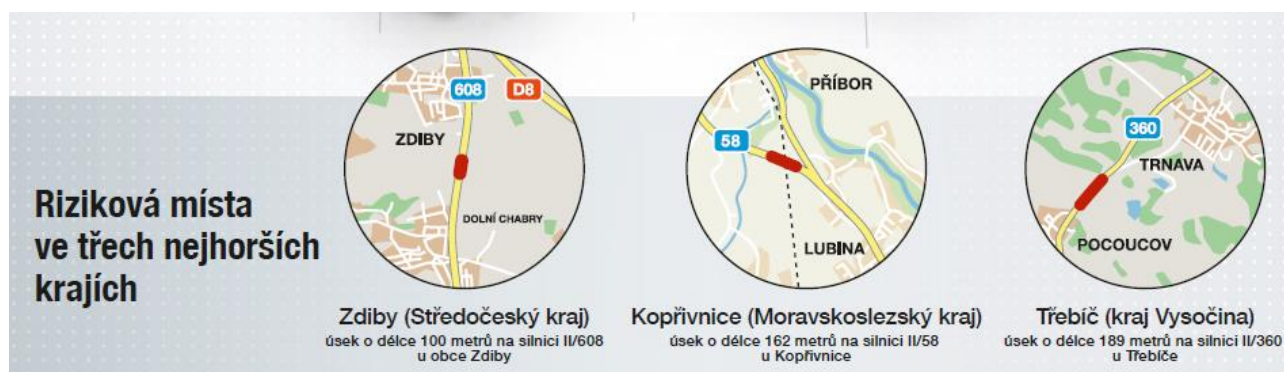 Riziková místa
ve třech nejhorších
krajích
608
D8
ZDIBY
DOLNÍ CHABRY
Zdiby (Středočeský kraj)
úsek o délce 100 metrů na silnici II/608
u obce Zdiby
PŘÍBOR
58
LUBINA
Kopřivnice (Moravskoslezský kraj)
úsek o délce 162 metrů na silnici II/58
u Kopřivnice
360
TRNAVA
POCOUCOV
Třebíč (kraj Vysočina)
úsek o délce 189 metrů na silnici II/360
u Třebíče